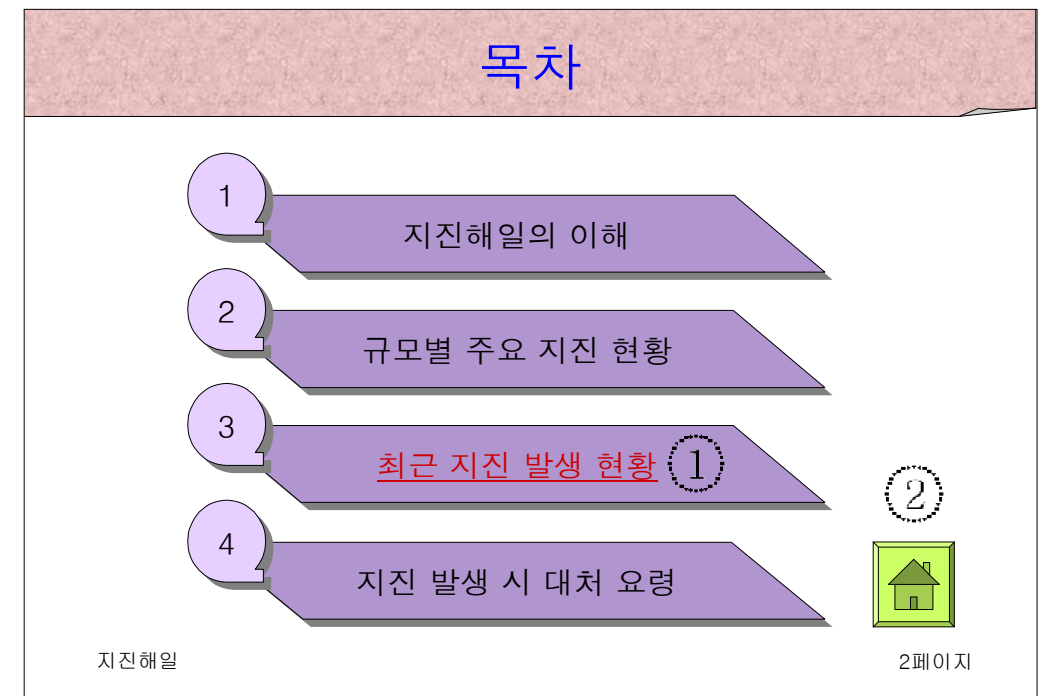 목차
1
지진해일의 이해
2
규모별 주요 지진 현황
3
최근 지진 발생 현황 ①
②
4
지진 발생 시 대처 요령
지진해일
2페이지